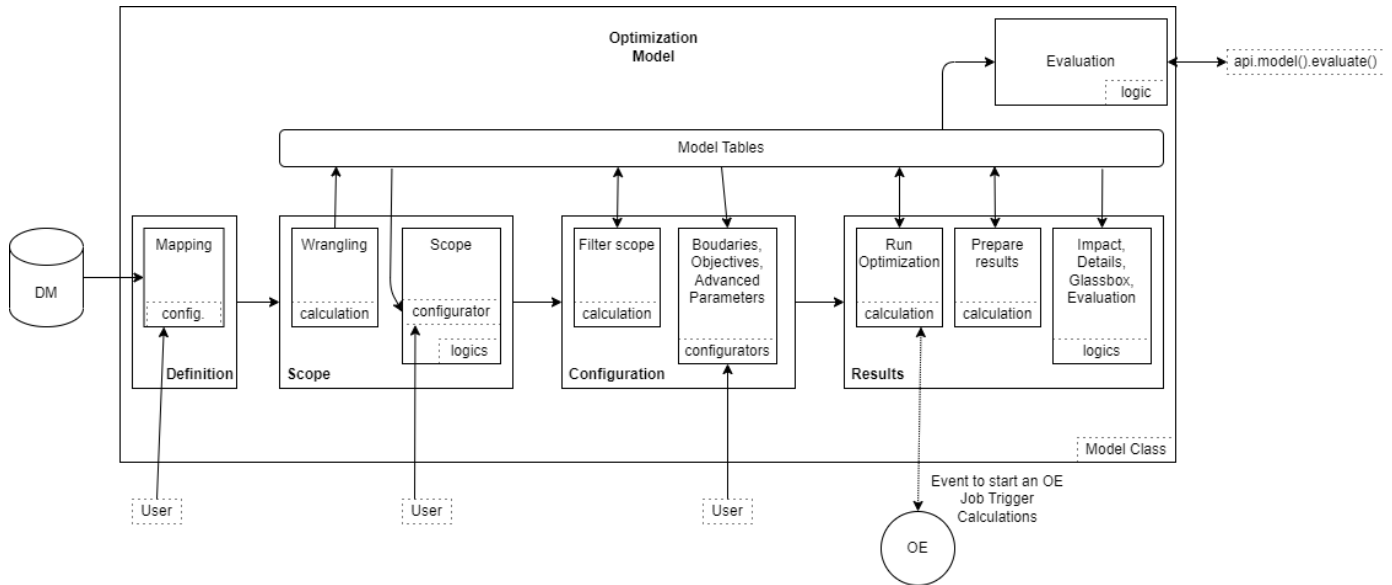 Optimization
Model
Evaluation
logic
api.model().evaluate()
Model Tables
DM
Mapping
config.
Definition
Wrangling
calculation
Scope
configurator
logics
Scope
Filter scope
calculation
Boudaries,
Objectives,
Advanced
Parameters
configurators
Configuration
Run
Optimization
calculation
Prepare
results
calculation
Impact,
Details,
Glassbox,
Evaluation
logics
Results
Model Class
User
User
User
Event to start an OE
Job Trigger
Calculations
OE